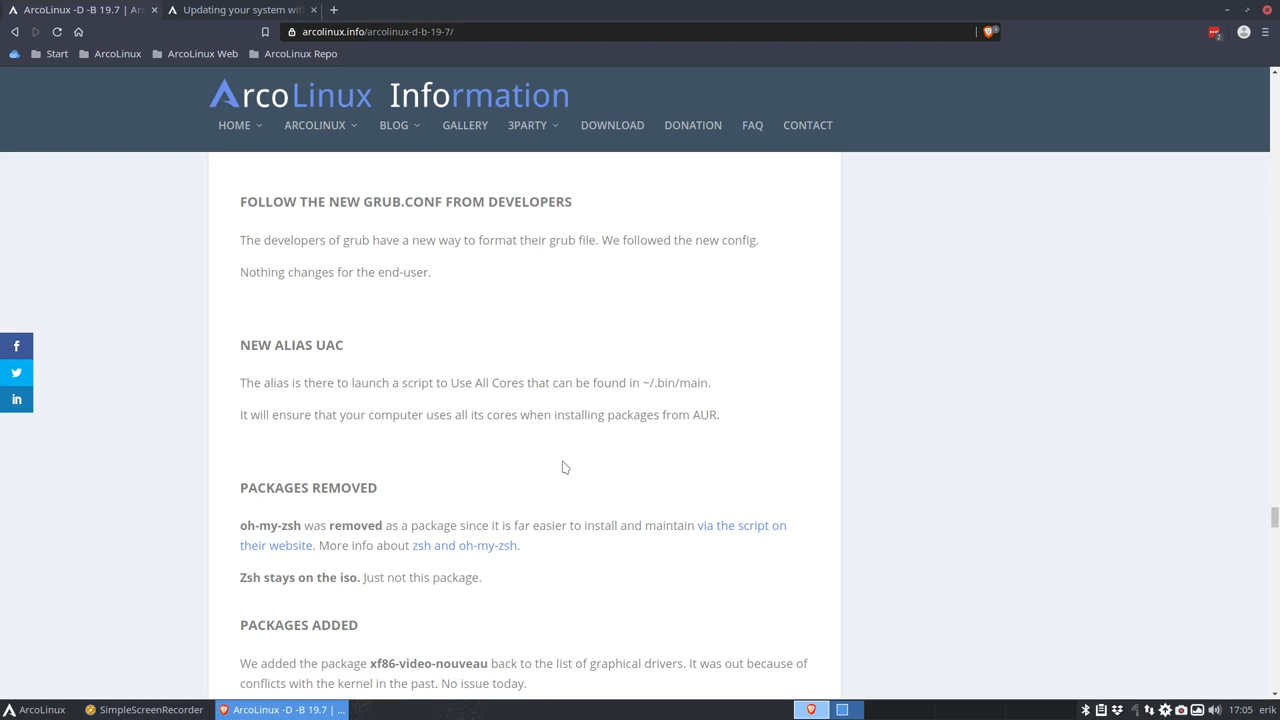 ArcoLinux -D -B 19.7 | Arc
Updating your system wit
arcolinux.info/arcolinux-d-b-19-7/
Start
ArcoLinux
ArcoLinux Web
ArcoLinux Repo
ArcoLinux Information
HOME
ARCOLINUX
BLOG
GALLERY
3PARTY
DOWNLOAD
DONATION
FAQ
CONTACT
FOLLOW THE NEW GRUB.CONF FROM DEVELOPERS
The developers of grub have a new way to format their grub file. We followed the new config.
Nothing changes for the end-user.
NEW ALIAS UAC
The alias is there to launch a script to Use All Cores that can be found in ~/.bin/main.
It will ensure that your computer uses all its cores when installing packages from AUR.
PACKAGES REMOVED
oh-my-zsh was removed as a package since it is far easier to install and maintain via the script on
their website. More info about zsh and oh-my-zsh.
Zsh stays on the iso. Just not this package.
PACKAGES ADDED
We added the package xf86-video-nouveau back to the list of graphical drivers. It was out because of
conflicts with the kernel in the past. No issue today.
ArcoLinux
SimpleScreenRecorder
ArcoLinux -D -B 19.7 | ...
17:05
erik